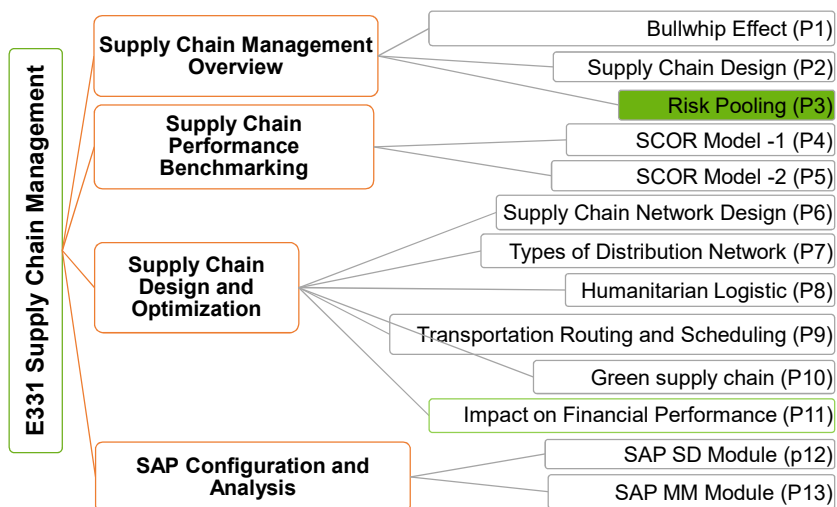 E331 Supply Chain Management
Supply Chain Management
Overview
Bullwhip Effect (P1)
Supply Chain Design (P2)
Risk Pooling (P3)
Supply Chain
Performance
Benchmarking
SCOR Model -1 (P4)
SCOR Model -2 (P5)
Supply Chain
Design and
Optimization
Supply Chain Network Design (P6)
Types of Distribution Network (P7)
Humanitarian Logistic (P8)
Transportation Routing and Scheduling (P9)
Green supply chain (P10)
Impact on Financial Performance (P11)
SAP Configuration and
Analysis
SAP SD Module (p12)
SAP MM Module (P13)